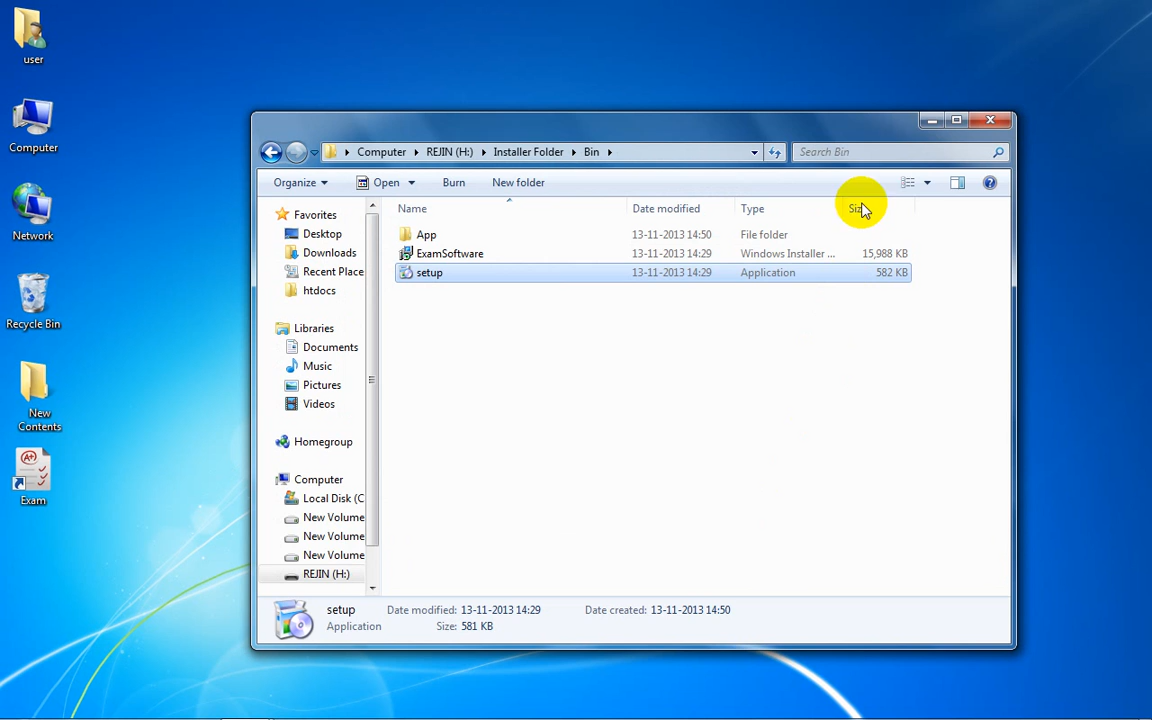 user
Computer
Network
Recycle Bin
New
Contents
Exam
Computer REJIN (H:) Installer Folder Bin
Search Bin
Organize Open Burn New folder
Name Date modified Type
App 13-11-2013 14:50 File folder
ExamSoftware 13-11-2013 14:29 Windows Installer ... 15,988 KB
setup 13-11-2013 14:29 Application 582 KB
Favorites
Desktop
Downloads
Recent Place
htdocs
Libraries
Documents
Music
Pictures
Videos
Homegroup
Computer
Local Disk (C
New Volume
New Volume
New Volume
REJIN (H:)
setup Date modified: 13-11-2013 14:29 Date created: 13-11-2013 14:50
Application Size: 581 KB